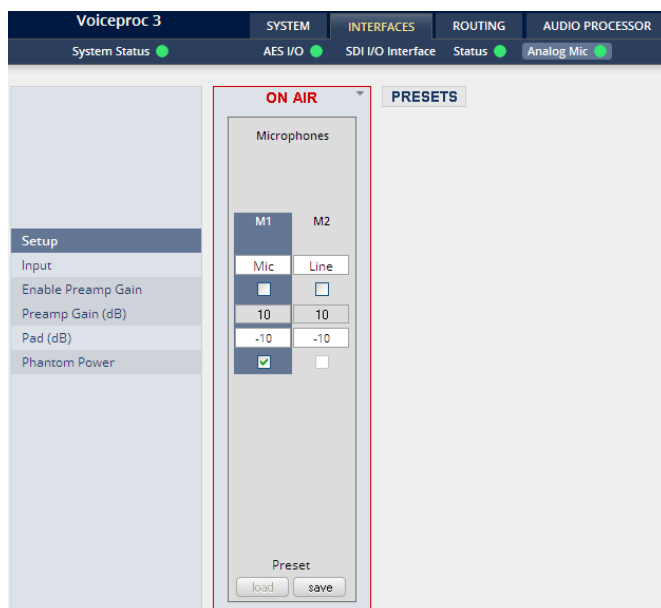 Voiceproc 3 SYSTEM INTERFACES ROUTING AUDIO PROCESSOR
System Status AES I/O SDI I/O Interface Status Analog Mic
ON AIR PRESETS
Microphones
M1 M2
Setup
Input Mic Line
Enable Preamp Gain
Preamp Gain (dB) 10 10
Pad (dB) -10 -10
Phantom Power
Preset
load save